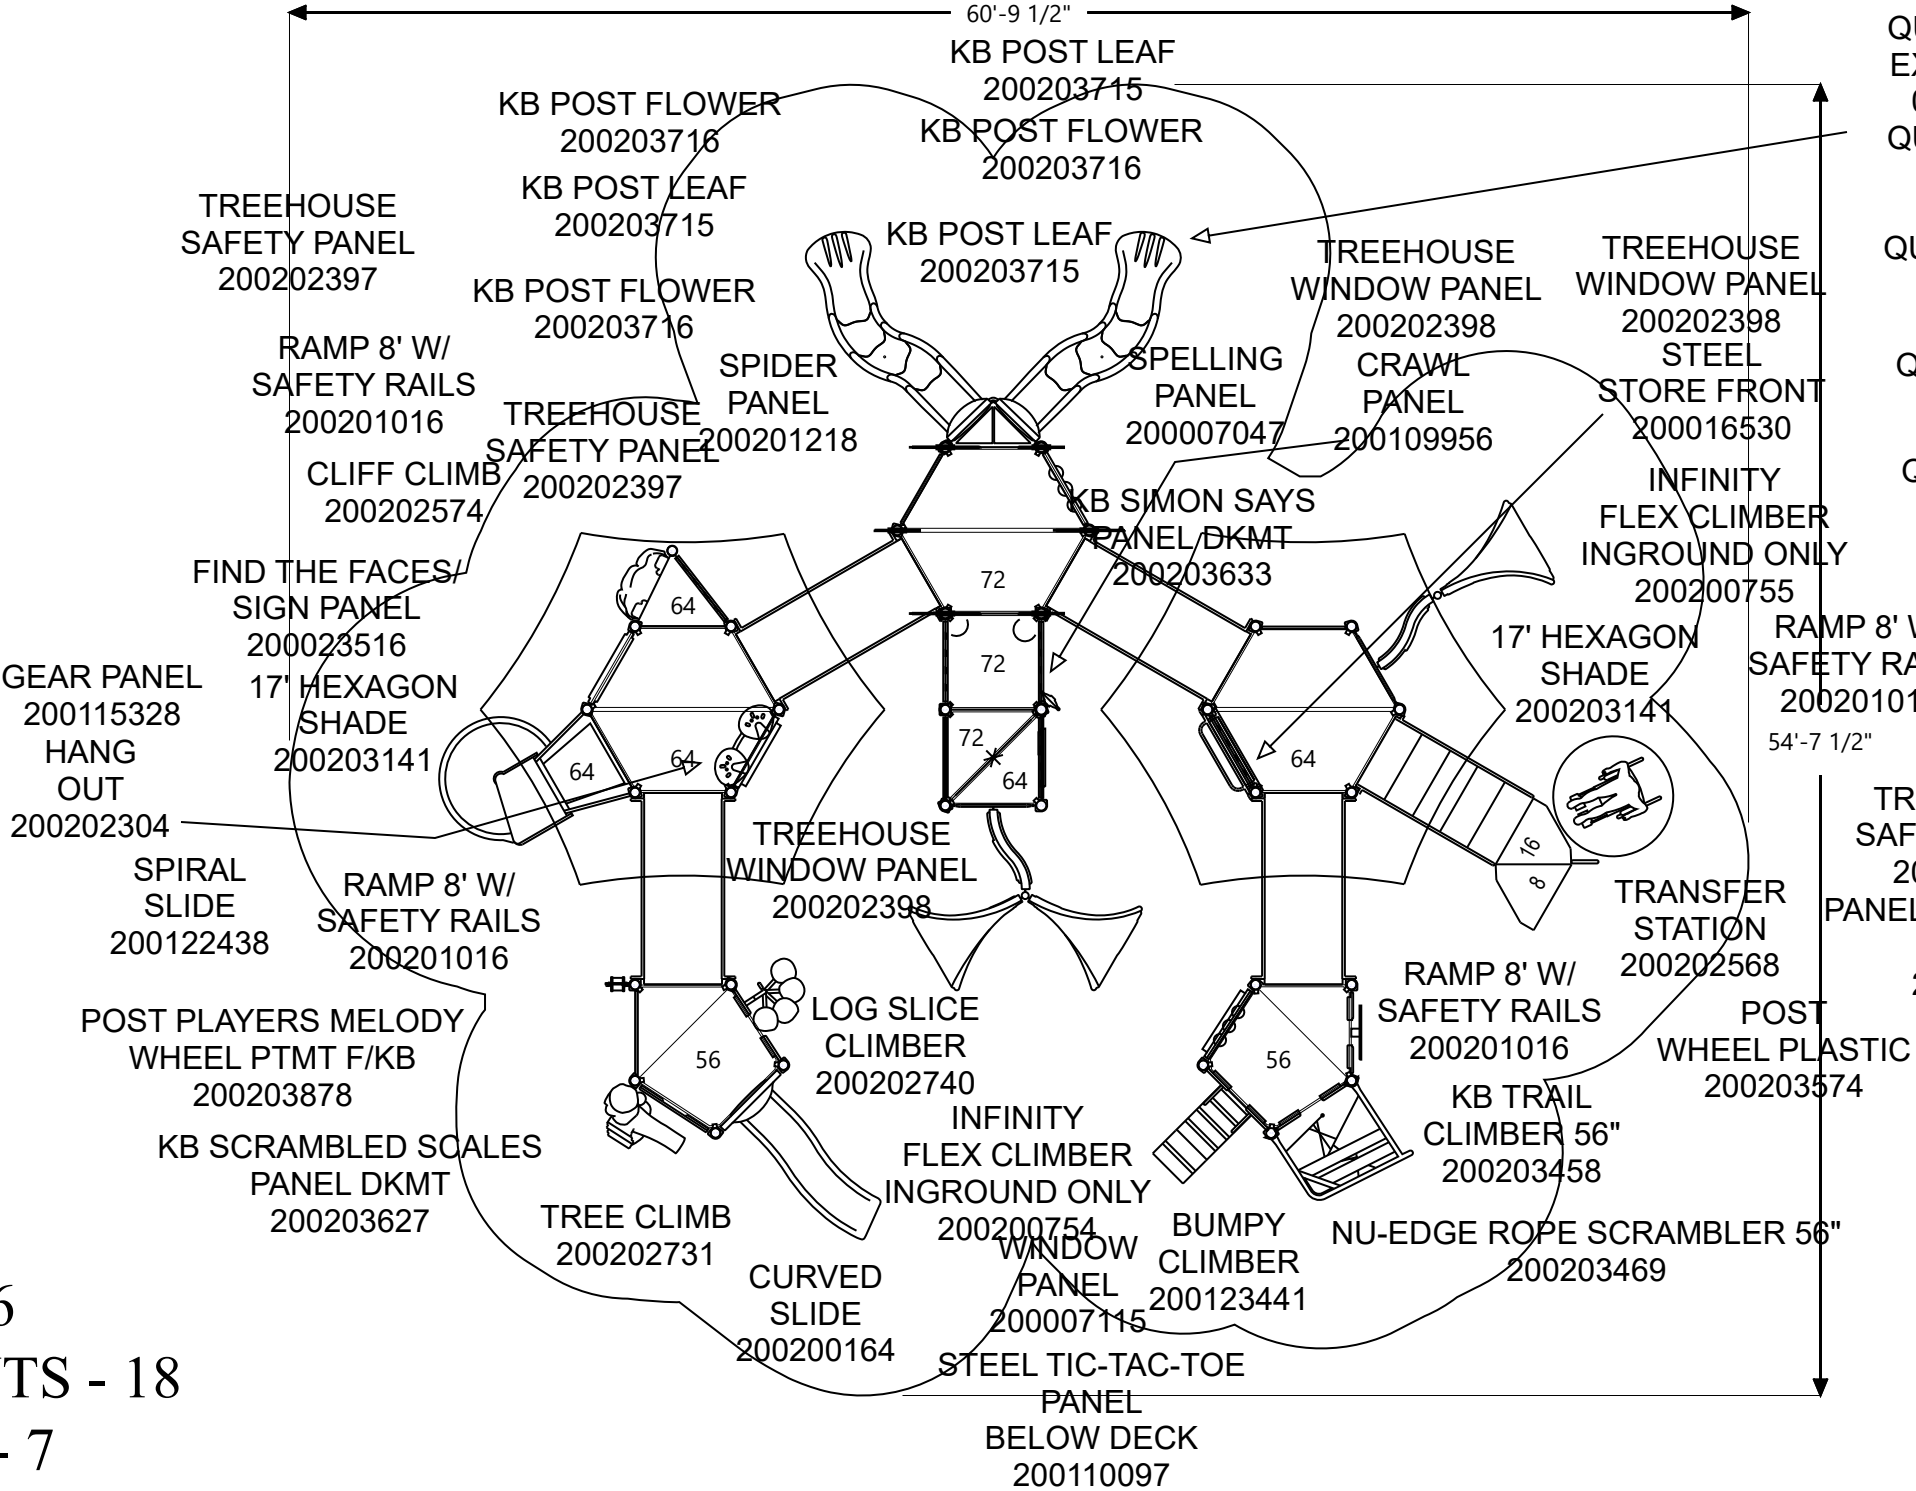 60'-9 1/2"
KB POST LEAF
200203715
KB POST FLOWER
200203716
KB POST FLOWER
200203716
KB POST LEAF
200203715
TREEHOUSE
SAFETY PANEL
200202397
KB POST LEAF
200203715
TREEHOUSE
WINDOW PANEL
200202398
TREEHOUSE
WINDOW PANEL
200202398
KB POST FLOWER
200203716
RAMP 8' W/
SAFETY RAILS
200201016
SPIDER
PANEL
200201218
SPELLING
PANEL
200007047
CRAWL
PANEL
200109956
STEEL
STORE FRONT
200016530
TREEHOUSE
SAFETY PANEL
200202397
CLIFF CLIMB
200202574
KB SIMON SAYS
PANEL DKMT
200203633
INFINITY
FLEX CLIMBER
INGROUND ONLY
200200755
FIND THE FACES/
SIGN PANEL
200023516
72
64
72
72
64
64
64
64
16
8
56
56
17' HEXAGON
SHADE
200203141
RAMP 8'
SAFETY
54'-7 1/2"
GEAR PANEL
200115328
17' HEXAGON
SHADE
200203141
HANG
OUT
200202304
TREEHOUSE
WINDOW PANEL
200202398
SPIRAL
SLIDE
200122438
RAMP 8' W/
SAFETY RAILS
200201016
TRANSFER
STATION
200202568
PANEL
RAMP 8' W/
SAFETY RAILS
200201016
POST PLAYERS MELODY
WHEEL PTMT F/KB
200203878
LOG SLICE
CLIMBER
200202740
POST
WHEEL PLASTIC
200203574
KB TRAIL
CLIMBER 56"
200203458
KB SCRAMBLED SCALES
PANEL DKMT
200203627
INFINITY
FLEX CLIMBER
INGROUND ONLY
200200754
TREE CLIMB
200202731
BUMPY
CLIMBER
200123441
NU-EDGE ROPE SCRAMBLER 56"
200203469
WINDOW
PANEL
200007115
CURVED
SLIDE
200200164
STEEL TIC-TAC-TOE
PANEL
BELOW DECK
200110097
6
TS - 18
- 7